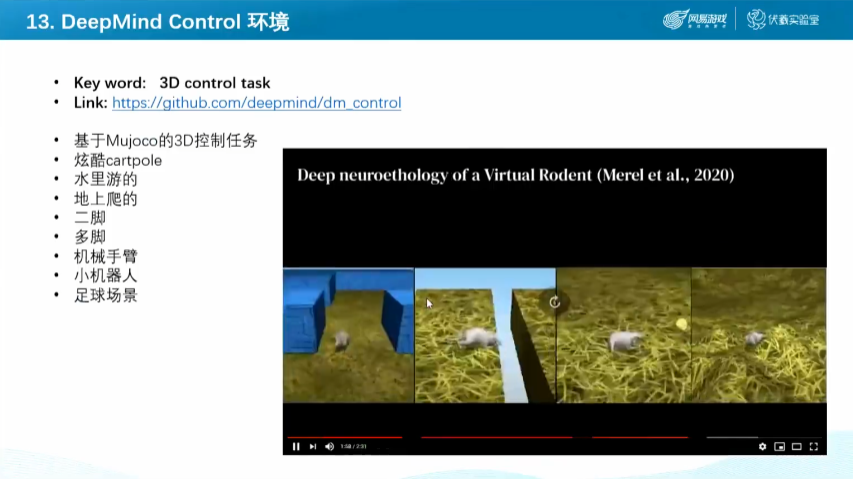 13. DeepMind Control 环境
网易游戏
伏羲实验室
• Key word: 3D control task
• Link: https://github.com/deepmind/dm_control
• 基于Mujoco的3D控制任务
• 炫酷cartpole
• 水里游的
• 地上爬的
• 二脚
• 多脚
• 机械手臂
• 小机器人
• 足球场景
Deep neuroethology of a Virtual Rodent (Merel et al., 2020)
1:58 / 2:31